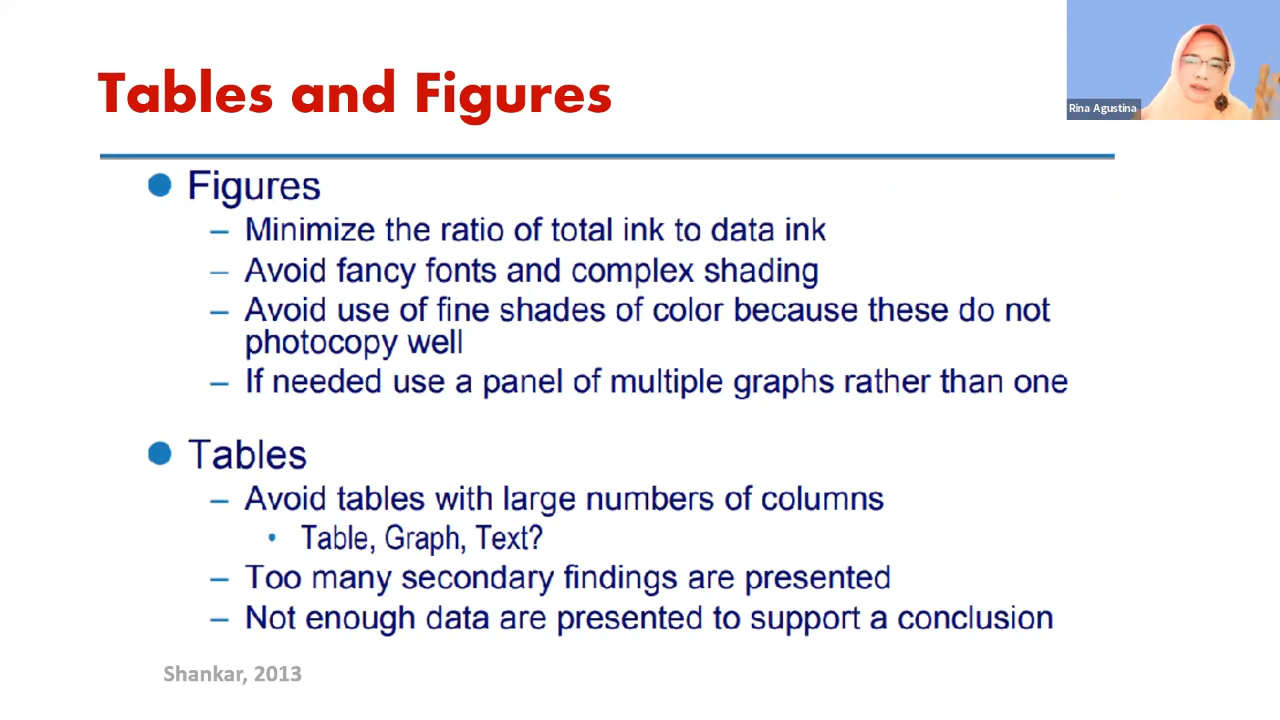 Tables and Figures
Rina Agustina
Figures
– Minimize the ratio of total ink to data ink
– Avoid fancy fonts and complex shading
– Avoid use of fine shades of color because these do not
photocopy well
– If needed use a panel of multiple graphs rather than one
Tables
– Avoid tables with large numbers of columns
• Table, Graph, Text?
– Too many secondary findings are presented
– Not enough data are presented to support a conclusion
Shankar, 2013